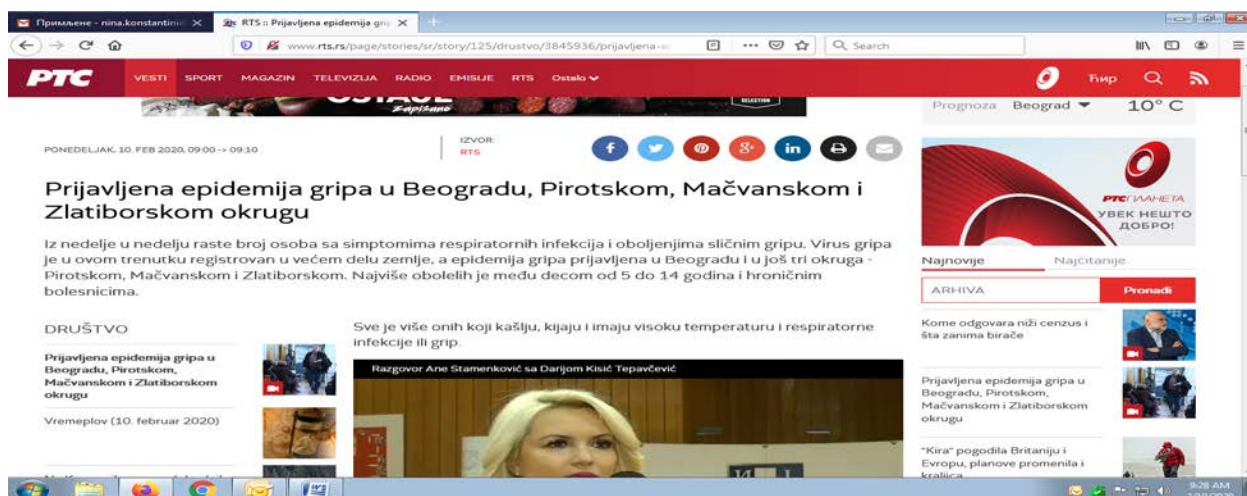 Примљене - nina.konstantini
RTS :: Prijavljena epidemija grip
www.rts.rs/page/stories/sr/story/125/drustvo/3845936/prijavljena-e
Search
РТС
VESTI SPORT MAGAZIN TELEVIZIJA RADIO EMISIJE RTS Ostalo
Ћир
OSTAJE
Zapisano
SELECTION
Prognoza Beograd 10° C
PONEDELJAK, 10. FEB 2020, 09:00 -> 09:10
IZVOR:
RTS
Prijavljena epidemija gripa u Beogradu, Pirotskom, Mačvanskom i
Zlatiborskom okrugu
Iz nedelje u nedelju raste broj osoba sa simptomima respiratornih infekcija i oboljenjima sličnim gripu. Virus gripa
je u ovom trenutku registrovan u većem delu zemlje, a epidemija gripa prijavljena u Beogradu i u još tri okruga -
Pirotskom, Mačvanskom i Zlatiborskom. Najviše obolelih je među decom od 5 do 14 godina i hroničnim
bolesnicima.
DRUŠTVO
Prijavljena epidemija gripa u
Beogradu, Pirotskom,
Mačvanskom i Zlatiborskom
okrugu
Vremeplov (10. februar 2020)
Sve je više onih koji kašlju, kijaju i imaju visoku temperaturu i respiratorne
infekcije ili grip.
Razgovor Ane Stamenković sa Darijom Kisić Tepavčević
РТС ПЛАНЕТА
УВЕК НЕШТО
ДОБРО!
Najnovije Najčitanije
ARHIVA Pronađi
Kome odgovara niži cenzus i
šta zanima birače
Prijavljena epidemija gripa u
Beogradu, Pirotskom,
Mačvanskom i Zlatiborskom
okrugu
"Kira" pogodila Britaniju i
Evropu, planove promenila i
kraljica
9:28 AM